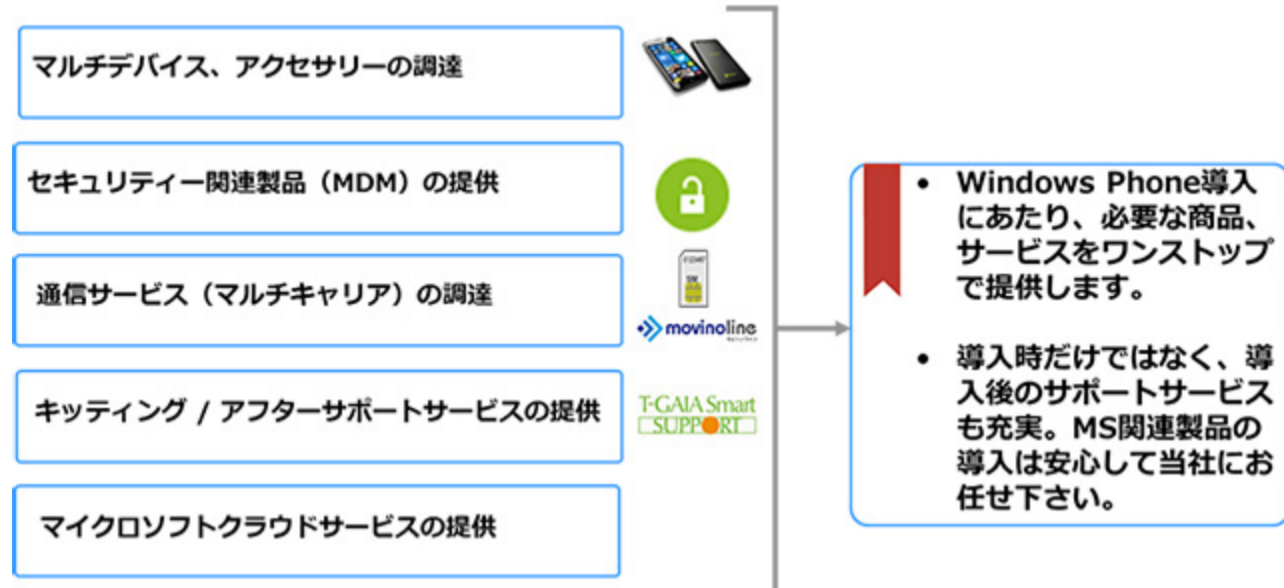 マルチデバイス、アクセサリーの調達
セキュリティー関連製品（MDM）の提供
通信サービス（マルチキャリア）の調達
SIM
movinoline
キッティング / アフターサポートサービスの提供
T-GAIA Smart
SUPPORT
マイクロソフトクラウドサービスの提供
• Windows Phone導入
にあたり、必要な商品、
サービスをワンストップ
で提供します。
• 導入時だけではなく、導
入後のサポートサービス
も充実。MS関連製品の
導入は安心して当社にお
任せ下さい。